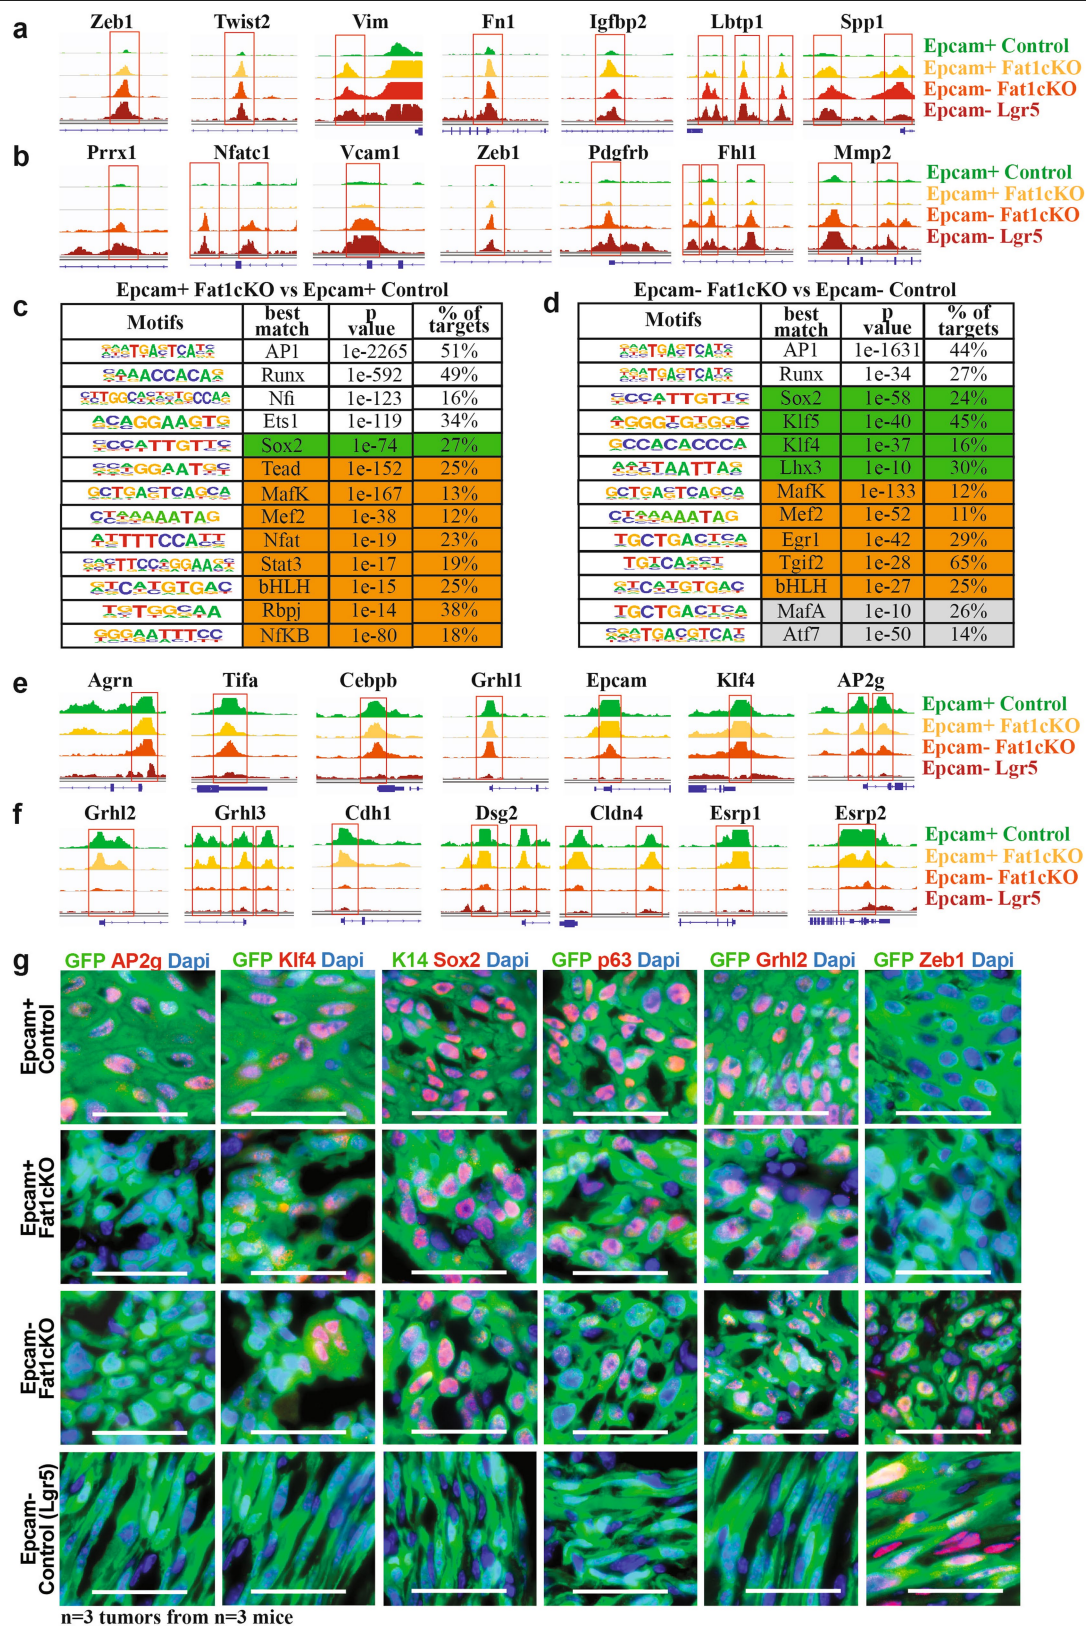 a
Zeb1 Twist2 Vim Fn1 Igfbp2 Lbtp1 Spp1
Epcam+ Control
Epcam+ Fat1cKO
Epcam- Fat1cKO
Epcam- Lgr5
b
Prrx1 Nfatc1 Vcam1 Zeb1 Pdgfrb Fhl1 Mmp2
Epcam+ Control
Epcam+ Fat1cKO
Epcam- Fat1cKO
Epcam- Lgr5
c
Epcam+ Fat1cKO vs Epcam+ Control
Motifs best match p value % of targets
AP1 1e-2265 51%
Runx 1e-592 49%
Nfi 1e-123 16%
ACAGGAAGTG Ets1 1e-119 34%
CCCATTGTTC Sox2 1e-74 27%
Tead 1e-152 25%
GCTGACTCAGCA MafK 1e-167 13%
Mef2 1e-38 12%
Nfat 1e-19 23%
Stat3 1e-17 19%
bHLH 1e-15 25%
Rbpj 1e-14 38%
GGGAATTTCC NfKB 1e-80 18%
d
Epcam- Fat1cKO vs Epcam- Control
Motifs best match p value % of targets
AP1 1e-1631 44%
Runx 1e-34 27%
CCCATTGTTC Sox2 1e-58 24%
Klf5 1e-40 45%
GCCACACCCA Klf4 1e-37 16%
Lhx3 1e-10 30%
GCTGACTCAGCA MafK 1e-133 12%
Mef2 1e-52 11%
Egr1 1e-42 29%
Tgif2 1e-28 65%
bHLH 1e-27 25%
MafA 1e-10 26%
Atf7 1e-50 14%
e
Agrn Tifa Cebpb Grhl1 Epcam Klf4 AP2g
Epcam+ Control
Epcam+ Fat1cKO
Epcam- Fat1cKO
Epcam- Lgr5
f
Grhl2 Grhl3 Cdh1 Dsg2 Cldn4 Esrp1 Esrp2
Epcam+ Control
Epcam+ Fat1cKO
Epcam- Fat1cKO
Epcam- Lgr5
g
GFP AP2g Dapi GFP Klf4 Dapi K14 Sox2 Dapi GFP p63 Dapi GFP Grhl2 Dapi GFP Zeb1 Dapi
Epcam+
Control
Epcam+
Fat1cKO
Epcam-
Fat1cKO
Epcam-
Control (Lgr5)
n=3 tumors from n=3 mice